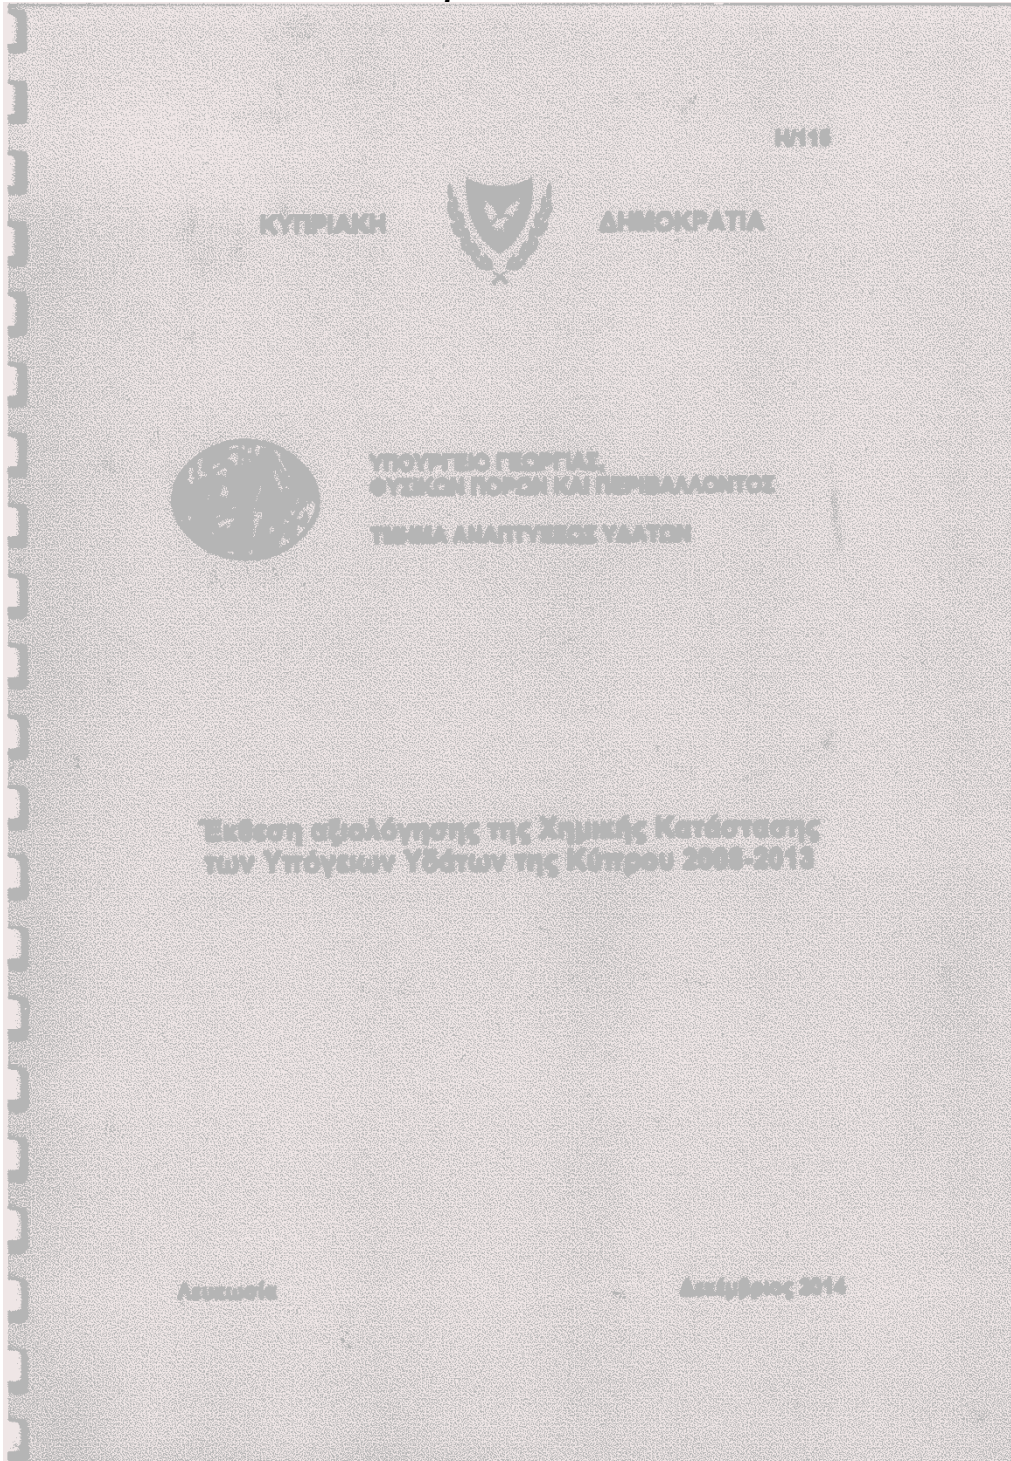 Η/116
ΚΥΠΡΙΑΚΗ ΔΗΜΟΚΡΑΤΙΑ
ΥΠΟΥΡΓΕΙΟ ΓΕΩΡΓΙΑΣ,
ΦΥΣΙΚΩΝ ΠΟΡΩΝ ΚΑΙ ΠΕΡΙΒΑΛΛΟΝΤΟΣ
ΤΜΗΜΑ ΑΝΑΠΤΥΞΕΩΣ ΥΔΑΤΩΝ
Έκθεση αξιολόγησης της Χημικής Κατάστασης
των Υπόγειων Υδάτων της Κύπρου 2008-2013
Λευκωσία Δεκέμβριος 2014